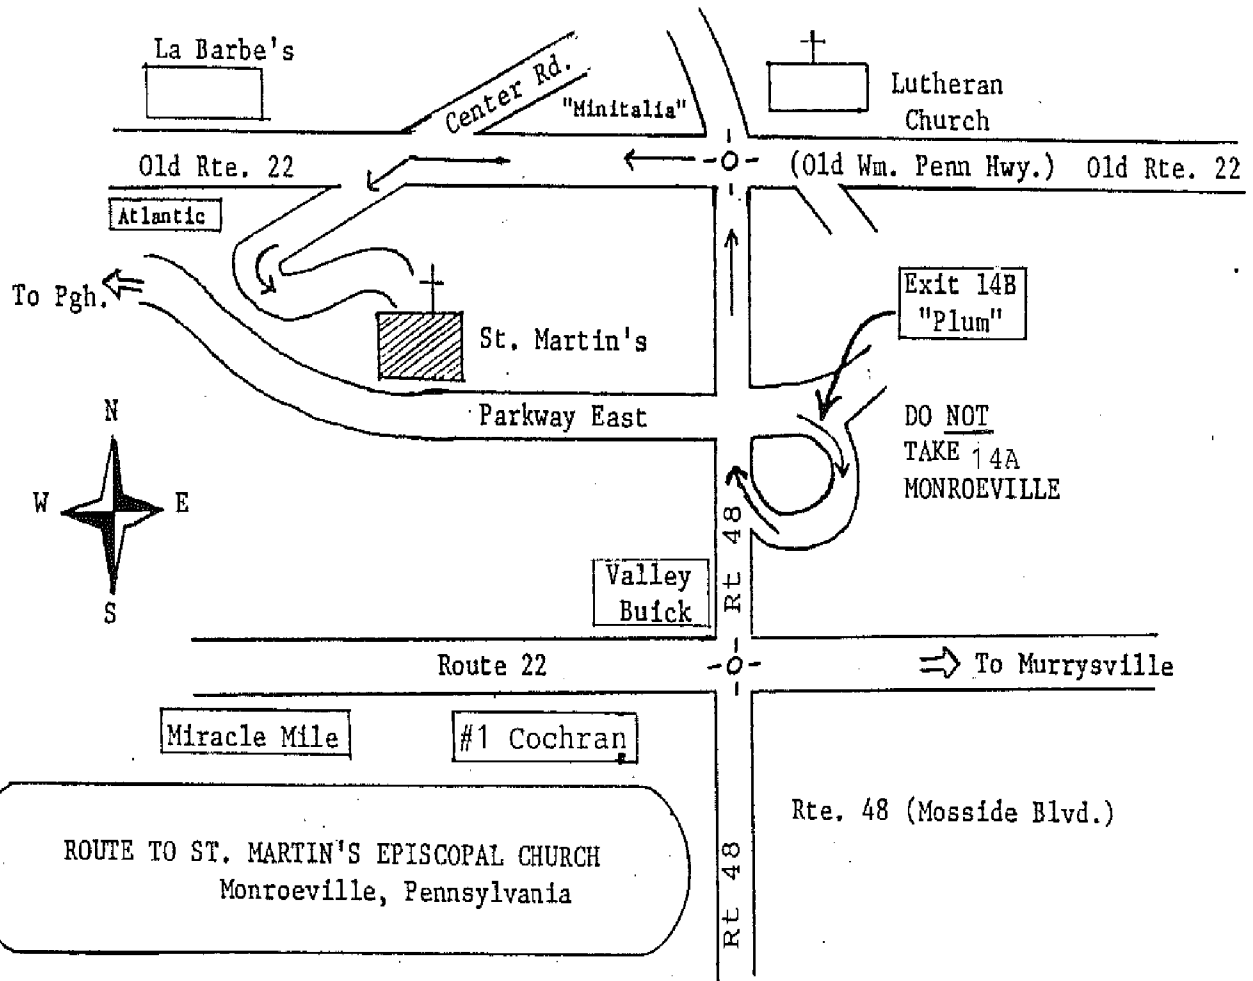 La Barbe's
Center Rd.
"Minitalia"
Lutheran
Church
Old Rte. 22
(Old Wm. Penn Hwy.) Old Rte. 22
Atlantic
To Pgh.
Exit 14B
"Plum"
St. Martin's
Parkway East
DO NOT
TAKE 14A
MONROEVILLE
N
W
E
S
Rt 48
Valley
Buick
Route 22
To Murrysville
Miracle Mile
#1 Cochran
Rte. 48 (Mosside Blvd.)
ROUTE TO ST. MARTIN'S EPISCOPAL CHURCH
Monroeville, Pennsylvania
Rt 48